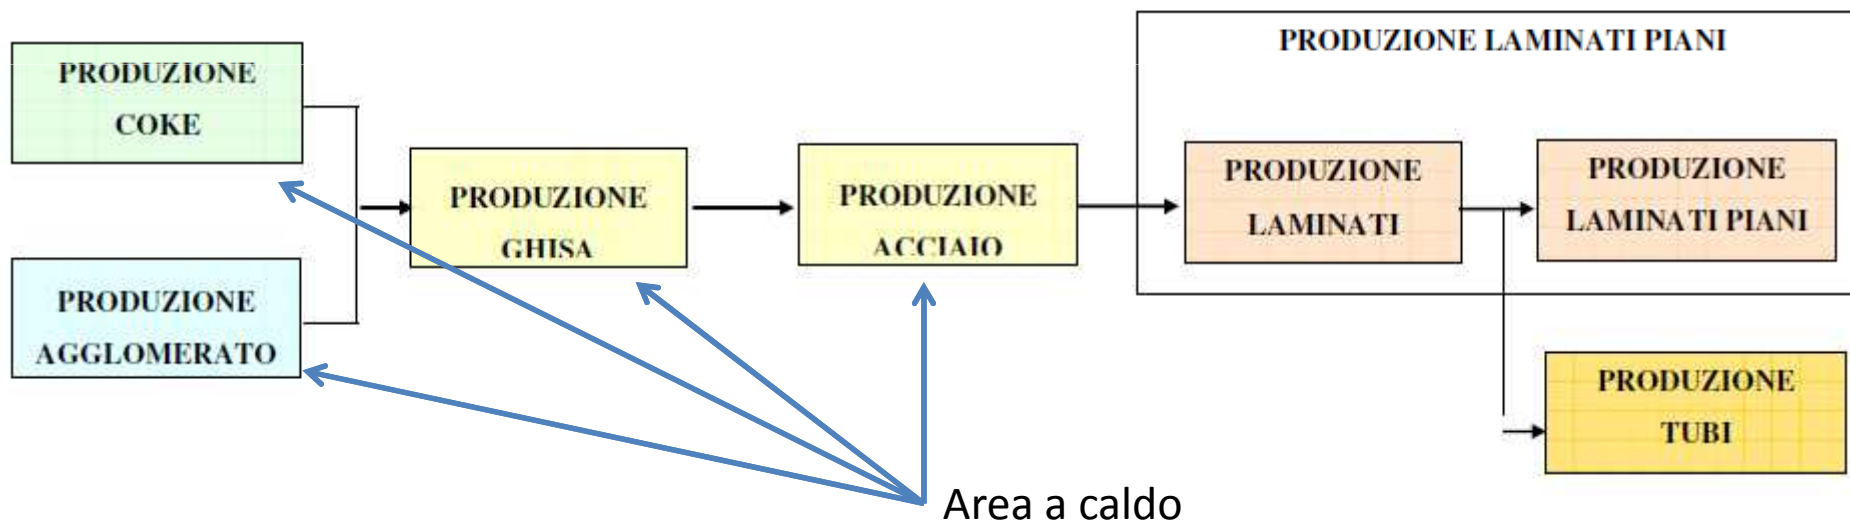 PRODUZIONE
COKE
PRODUZIONE
AGGLOMERATO
PRODUZIONE
GHISA
PRODUZIONE
ACCIAIO
PRODUZIONE LAMINATI PIANI
PRODUZIONE
LAMINATI
PRODUZIONE
LAMINATI PIANI
PRODUZIONE
TUBI
Area a caldo